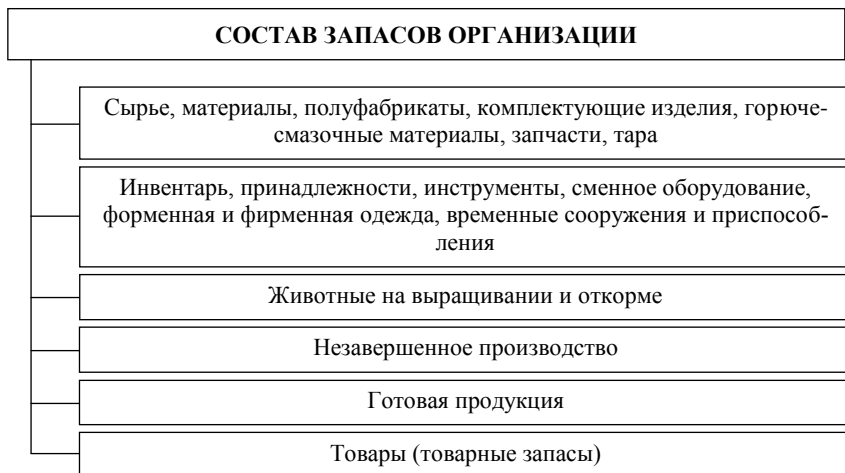 СОСТАВ ЗАПАСОВ ОРГАНИЗАЦИИ
Сырье, материалы, полуфабрикаты, комплектующие изделия, горюче-
смазочные материалы, запчасти, тара
Инвентарь, принадлежности, инструменты, сменное оборудование,
форменная и фирменная одежда, временные сооружения и приспособ-
ления
Животные на выращивании и откорме
Незавершенное производство
Готовая продукция
Товары (товарные запасы)